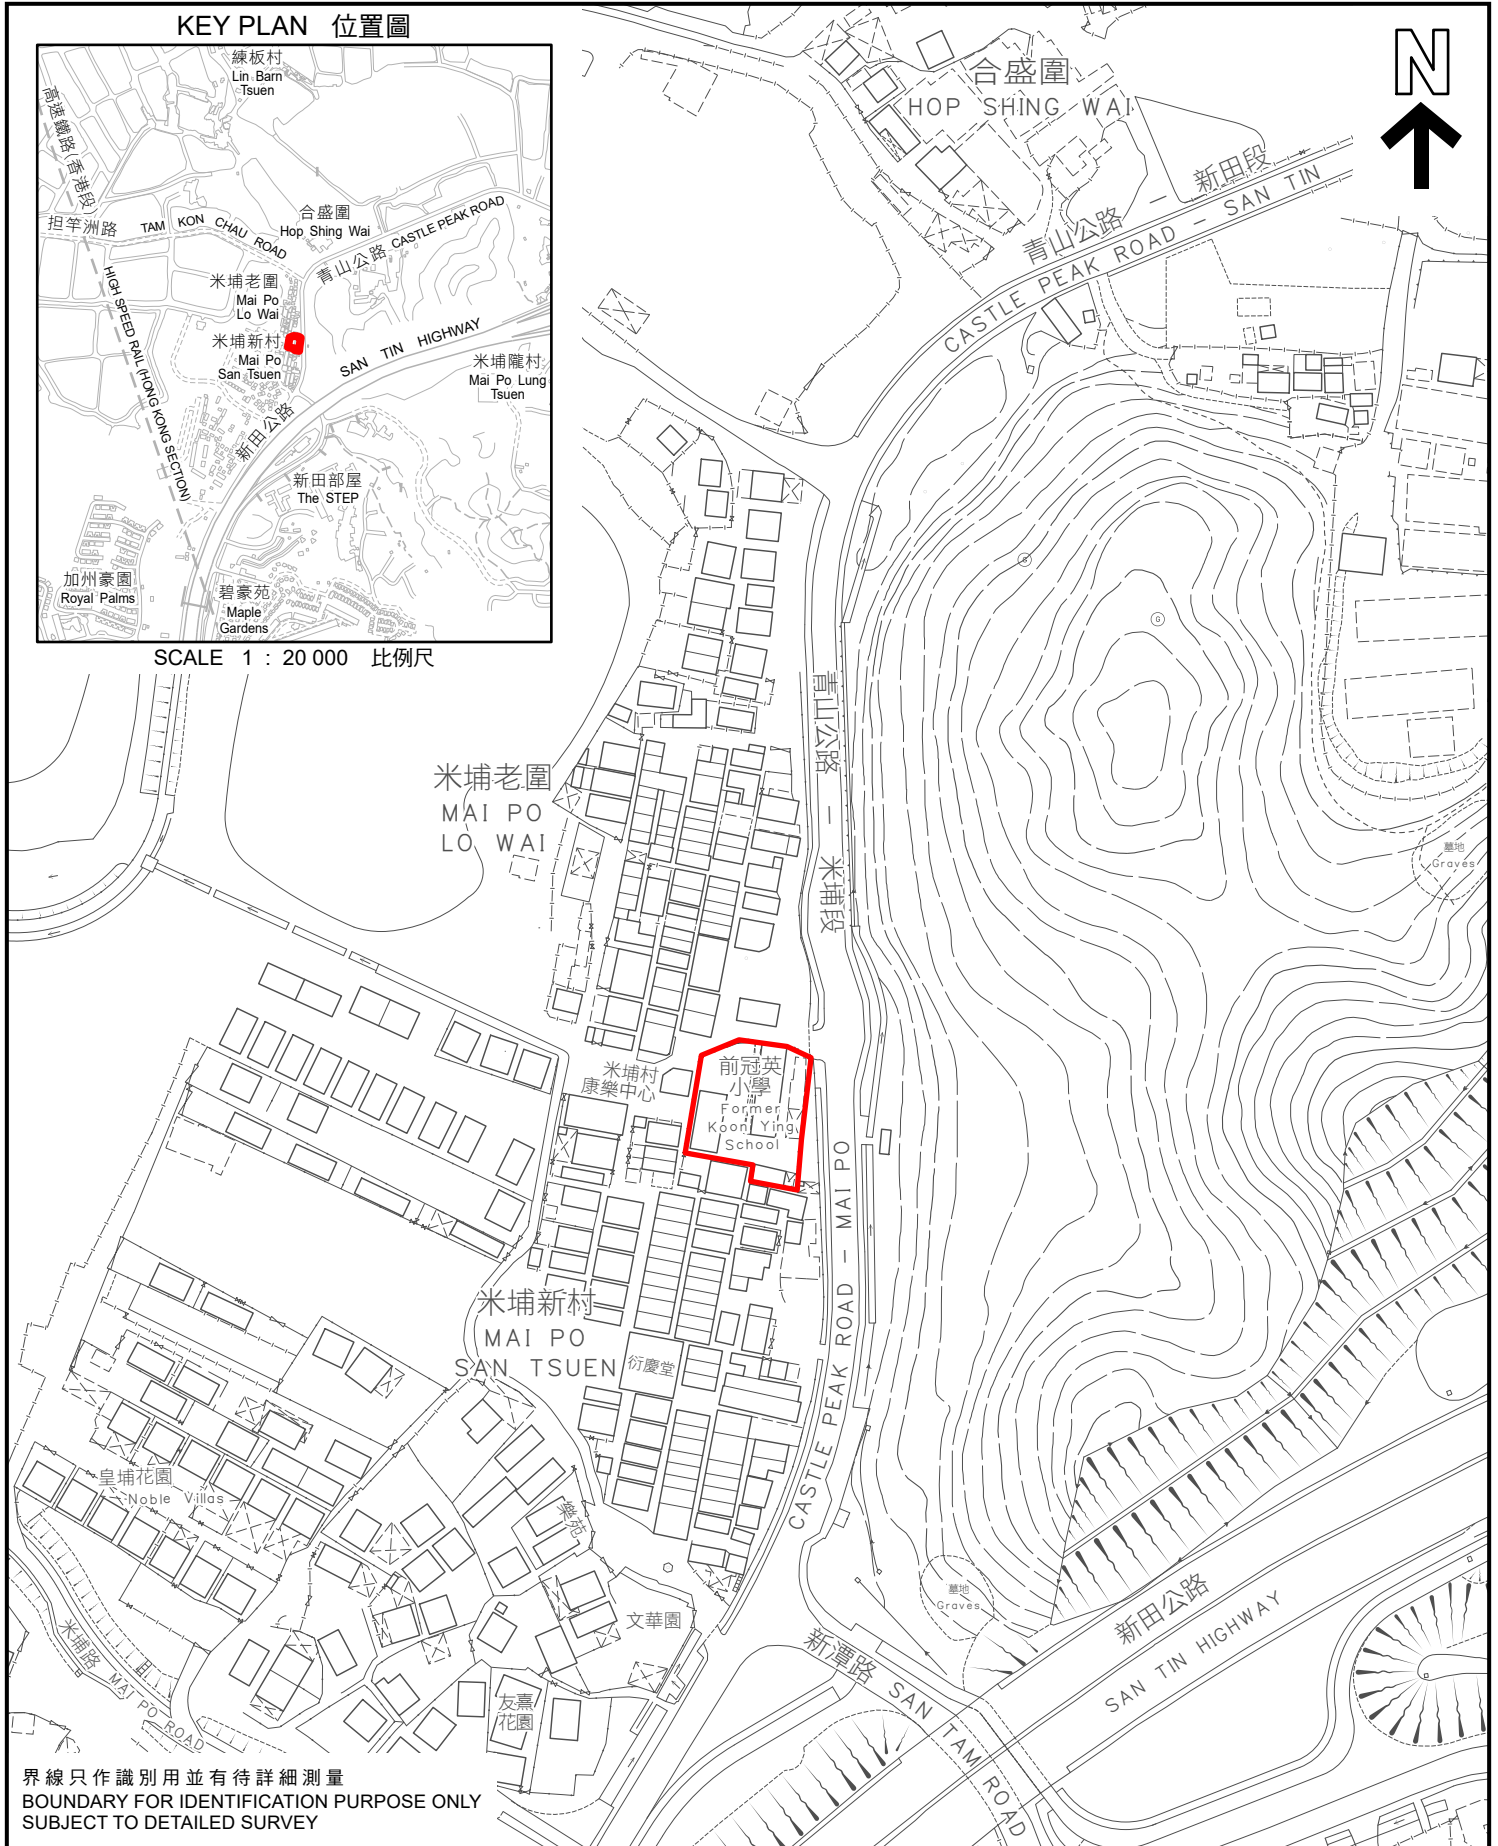 KEY PLAN 位置圖
練板村
Lin Barn
Tsuen
高速鐵路(香港段)
担竿洲路 TAM KON CHAU ROAD
合盛圍
Hop Shing Wai
青山公路 CASTLE PEAK ROAD
米埔老圍
Mai Po
Lo Wai
HIGH SPEED RAIL (HONG KONG SECTION)
米埔新村
Mai Po
San Tsuen
SAN TIN HIGHWAY
新田公路
米埔隴村
Mai Po Lung
Tsuen
新田部屋
The STEP
加州豪園
Royal Palms
碧豪苑
Maple
Gardens
SCALE 1 : 20 000 比例尺
N
合盛圍
HOP SHING WAI
青山公路 - 新田段
CASTLE PEAK ROAD - SAN TIN
G
G
青山公路 - 米埔段
米埔老圍
MAI PO
LO WAI
墓地
Graves
米埔村
康樂中心
前冠英
小學
Former
Koon Ying
School
CASTLE PEAK ROAD - MAI PO
米埔新村
MAI PO
SAN TSUEN
衍慶堂
皇埔花園
Noble Villas
樂苑
墓地
Graves
文華園
友熹
花園
米埔路 MAI PO ROAD
新潭路 SAN TAM ROAD
新田公路
SAN TIN HIGHWAY
界線只作識別用並有待詳細測量
BOUNDARY FOR IDENTIFICATION PURPOSE ONLY
SUBJECT TO DETAILED SURVEY